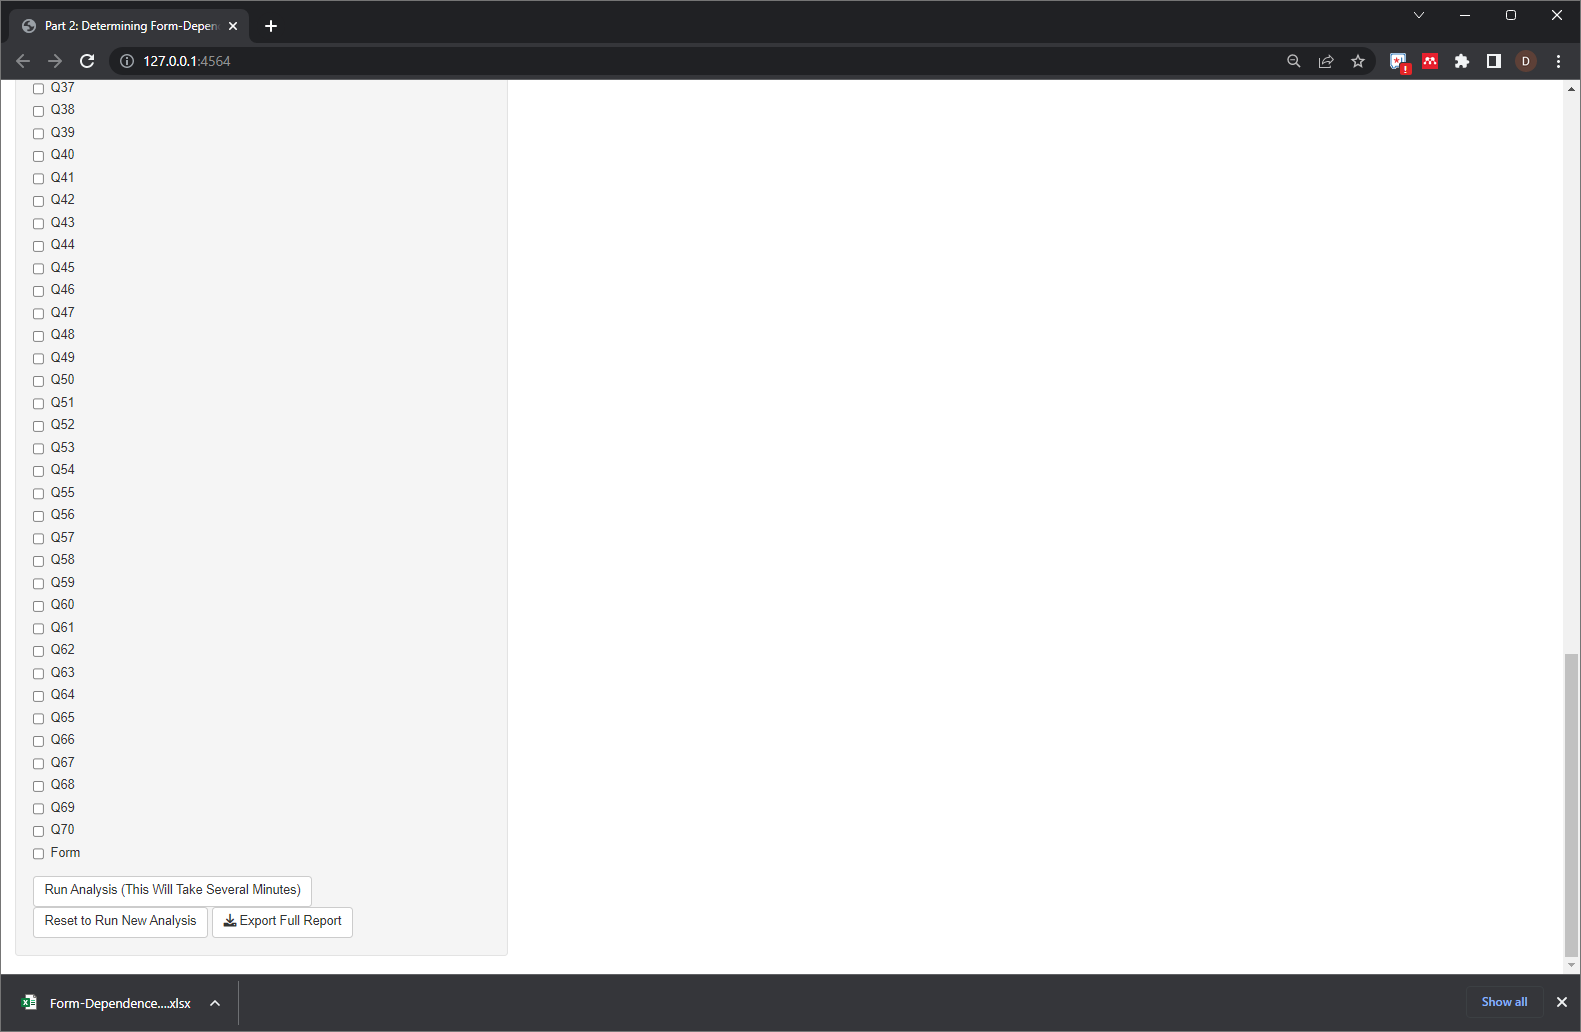 Part 2: Determining Form-Depen
127.0.0.1:4564
D
Q37
Q38
Q39
Q40
Q41
Q42
Q43
Q44
Q45
Q46
Q47
Q48
Q49
Q50
Q51
Q52
Q53
Q54
Q55
Q56
Q57
Q58
Q59
Q60
Q61
Q62
Q63
Q64
Q65
Q66
Q67
Q68
Q69
Q70
Form
Run Analysis (This Will Take Several Minutes)
Reset to Run New Analysis Export Full Report
Form-Dependence....xlsx Show all